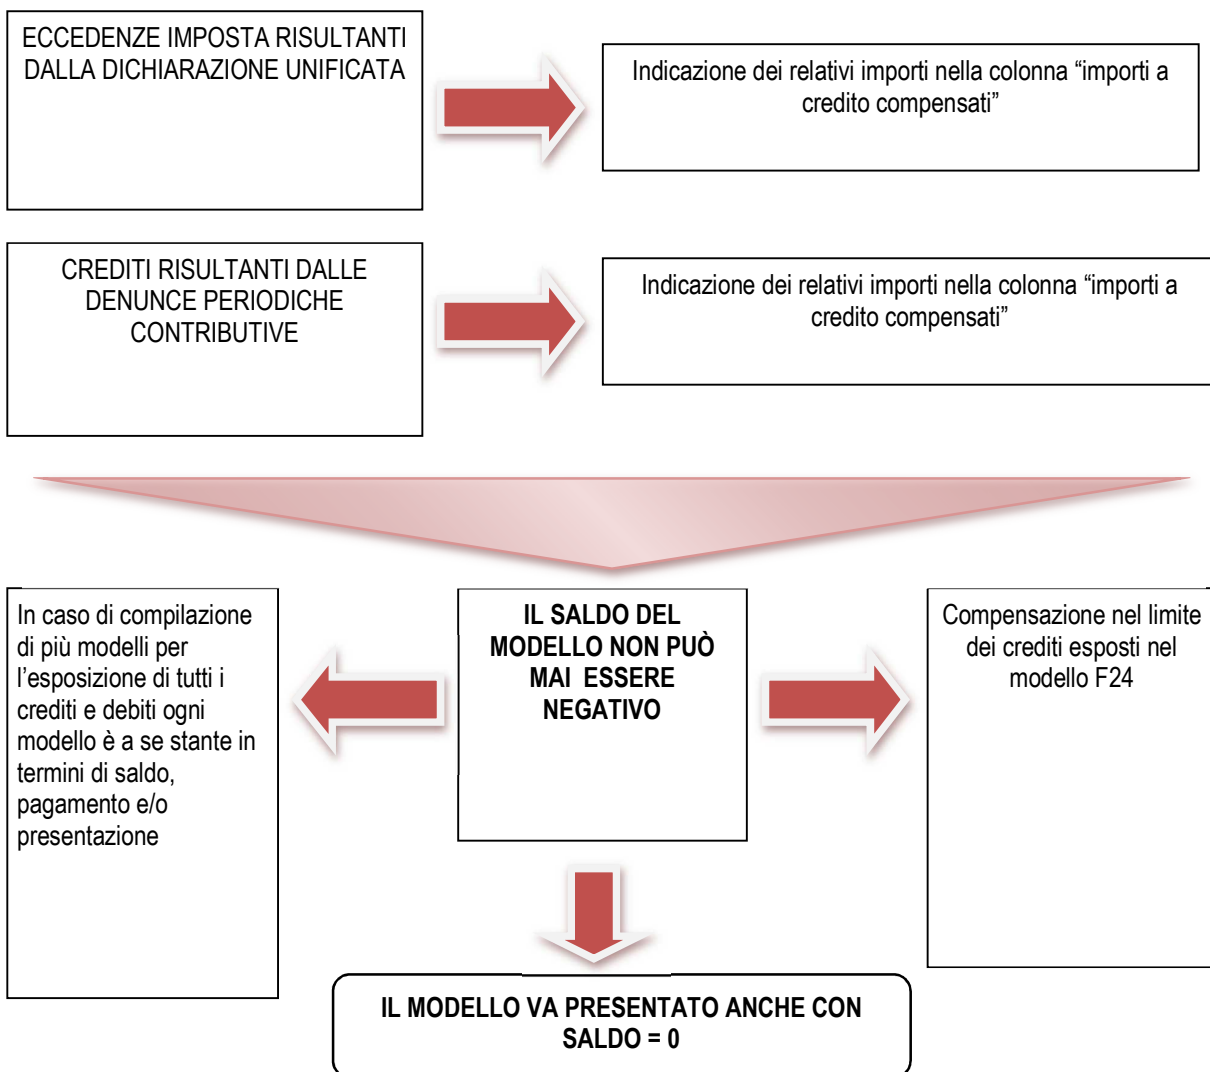 ECCEDENZE IMPOSTA RISULTANTI
DALLA DICHIARAZIONE UNIFICATA
Indicazione dei relativi importi nella colonna “importi a
credito compensati”
CREDITI RISULTANTI DALLE
DENUNCE PERIODICHE
CONTRIBUTIVE
Indicazione dei relativi importi nella colonna “importi a
credito compensati”
In caso di compilazione
di più modelli per
l’esposizione di tutti i
crediti e debiti ogni
modello è a se stante in
termini di saldo,
pagamento e/o
presentazione
IL SALDO DEL
MODELLO NON PUÒ
MAI ESSERE
NEGATIVO
Compensazione nel limite
dei crediti esposti nel
modello F24
IL MODELLO VA PRESENTATO ANCHE CON
SALDO = 0